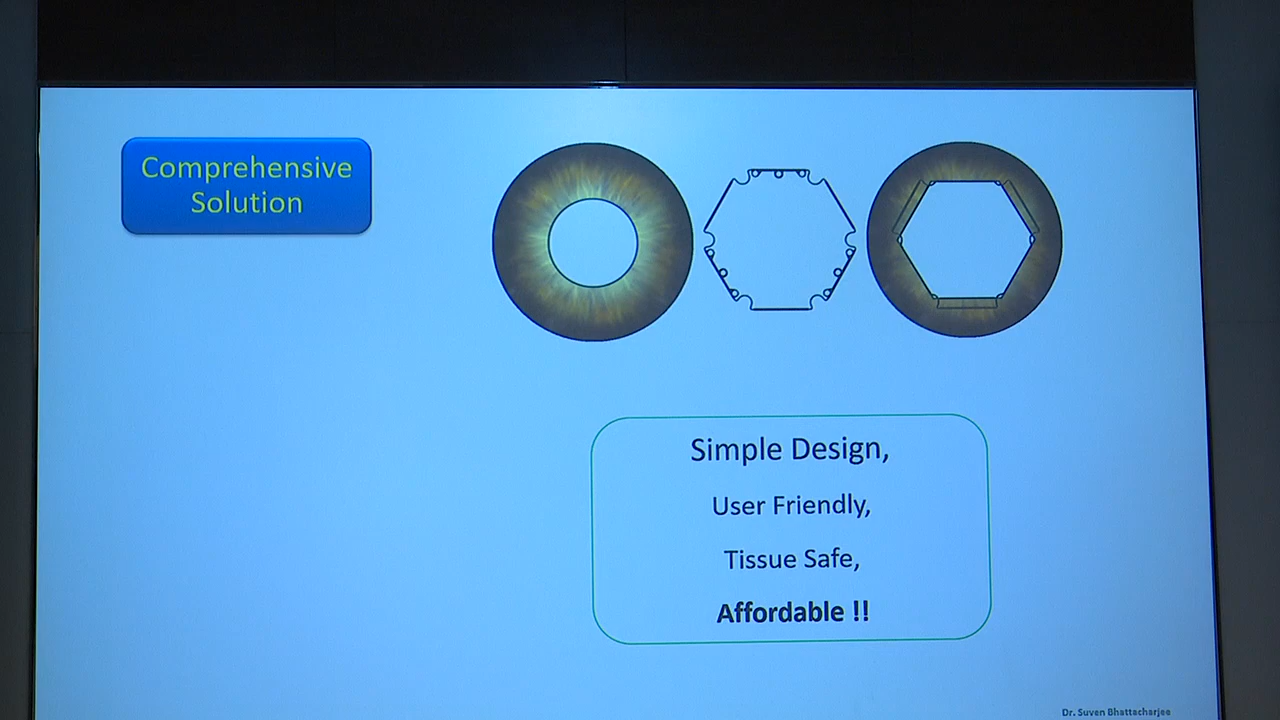 Comprehensive
Solution
Simple Design,
User Friendly,
Tissue Safe,
Affordable !!
Dr. Suven Bhattacharjee